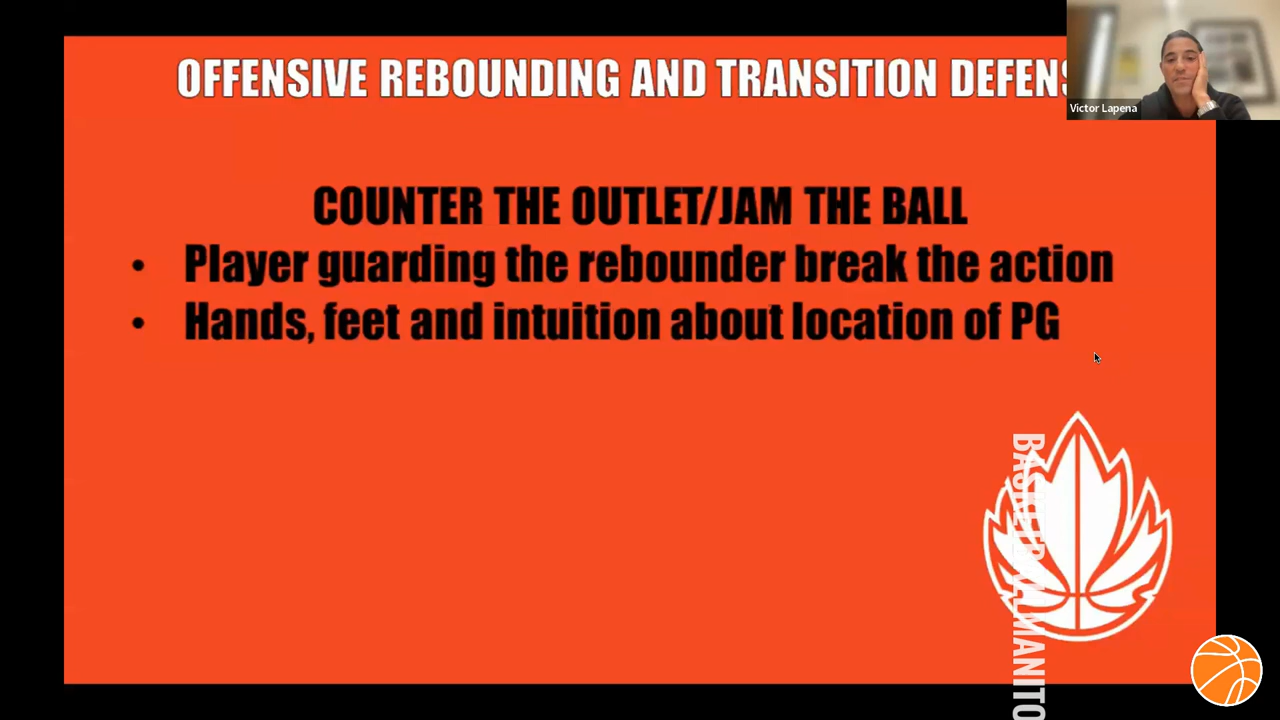 OFFENSIVE REBOUNDING AND TRANSITION DEFENS
Victor Lapena
COUNTER THE OUTLET/JAM THE BALL
• Player guarding the rebounder break the action
• Hands, feet and intuition about location of PG